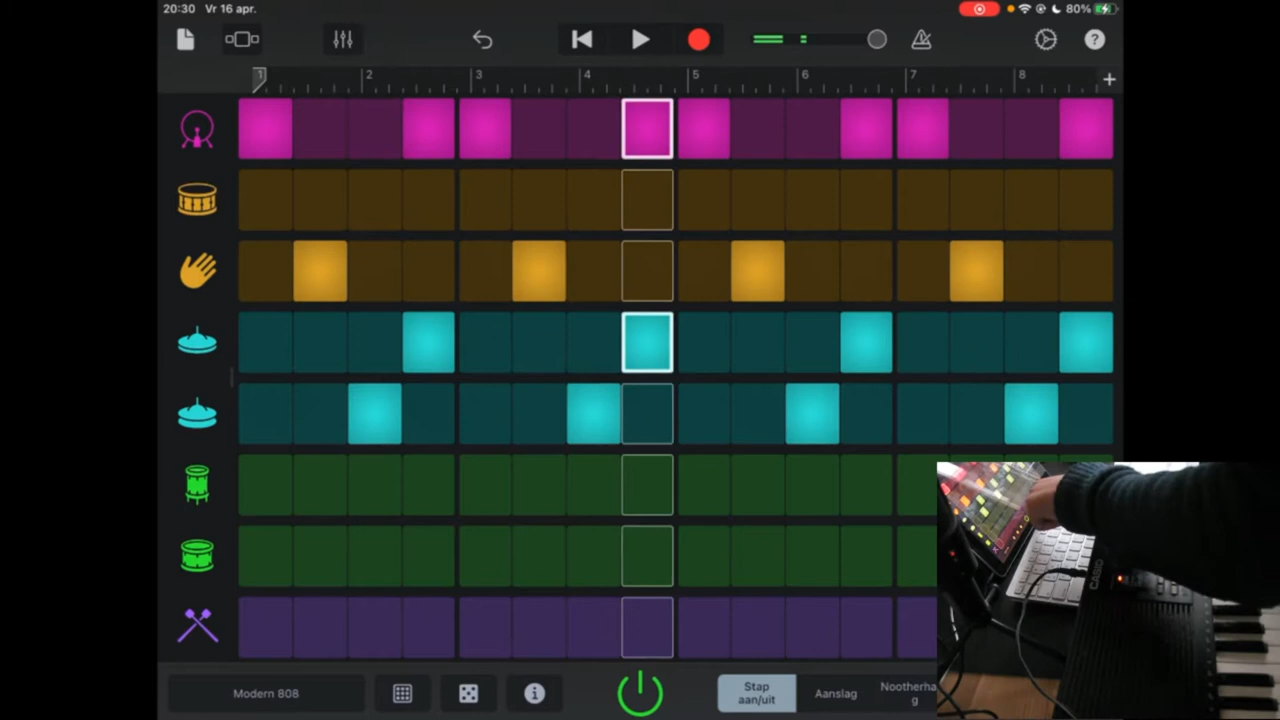 20:30 Vr 16 apr.
80%
?
1 2 3 4 5 6 7 8
Modern 808
Stap
aan/uit
Aanslag
Nootherha
g
CASIO